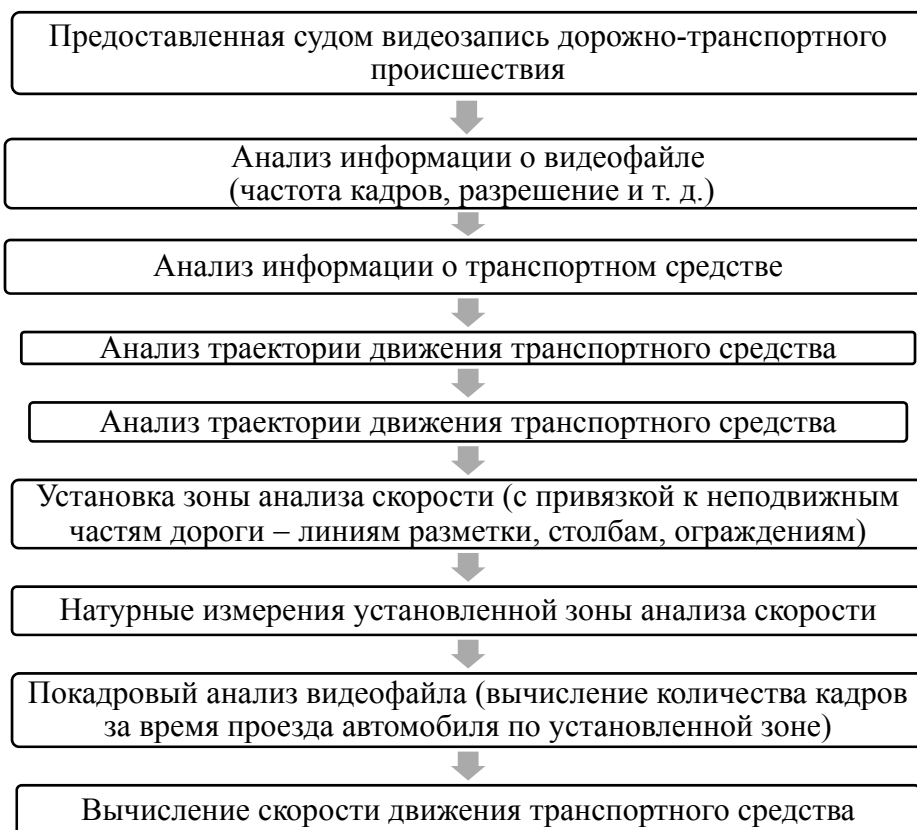 Предоставленная судом видеозапись дорожно-транспортного
происшествия
Анализ информации о видеофайле
(частота кадров, разрешение и т. д.)
Анализ информации о транспортном средстве
Анализ траектории движения транспортного средства
Анализ траектории движения транспортного средства
Установка зоны анализа скорости (с привязкой к неподвижным
частям дороги – линиям разметки, столбам, ограждениям)
Натурные измерения установленной зоны анализа скорости
Покадровый анализ видеофайла (вычисление количества кадров
за время проезда автомобиля по установленной зоне)
Вычисление скорости движения транспортного средства